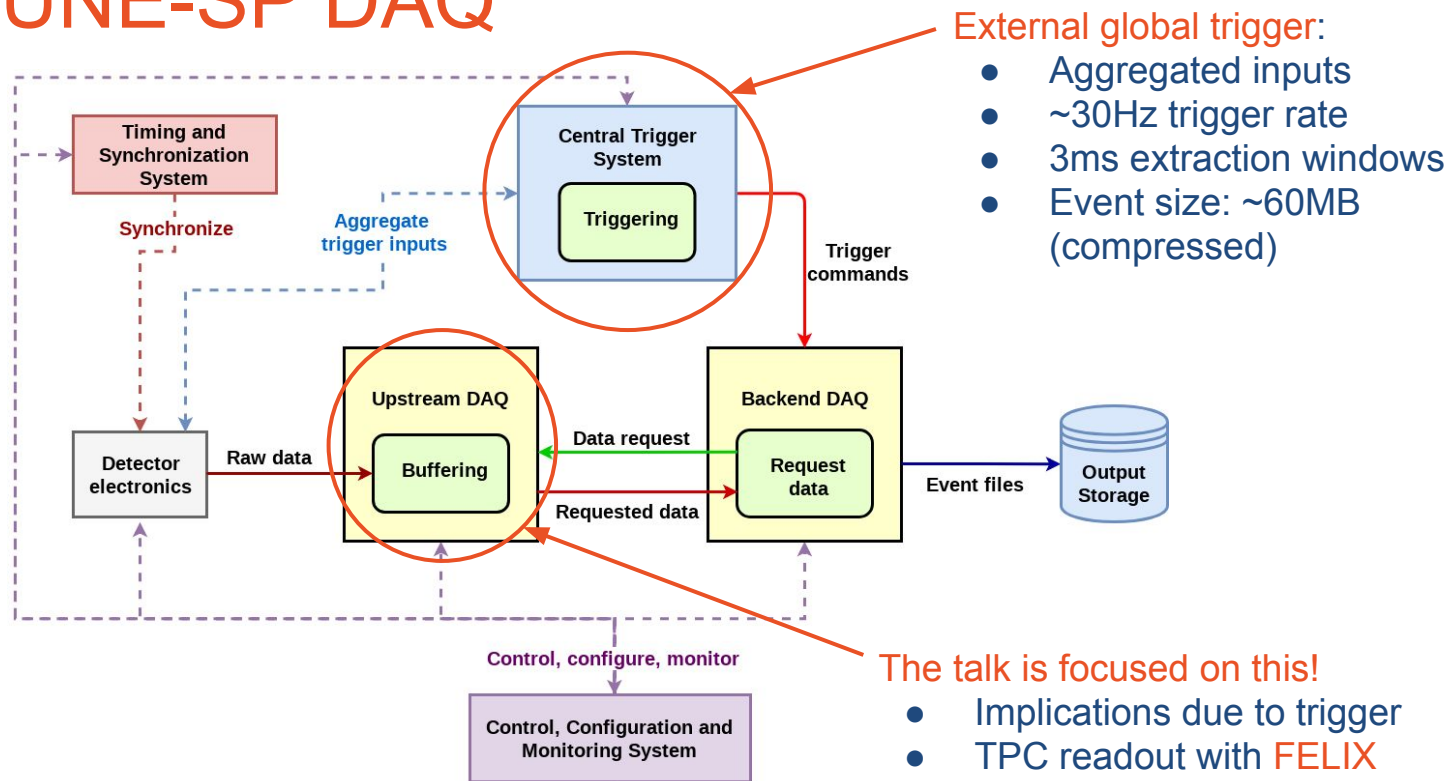 UNE-SP DAQ
External global trigger:
● Aggregated inputs
● ~30Hz trigger rate
● 3ms extraction windows
● Event size: ~60MB
(compressed)
Timing and
Synchronization
System
Synchronize
Aggregate
trigger inputs
Central Trigger
System
Triggering
Trigger
commands
Detector
electronics
Raw data
Upstream DAQ
Buffering
Data request
Requested data
Backend DAQ
Request
data
Event files
Output
Storage
Control, configure, monitor
Control, Configuration and
Monitoring System
The talk is focused on this!
● Implications due to trigger
● TPC readout with FELIX